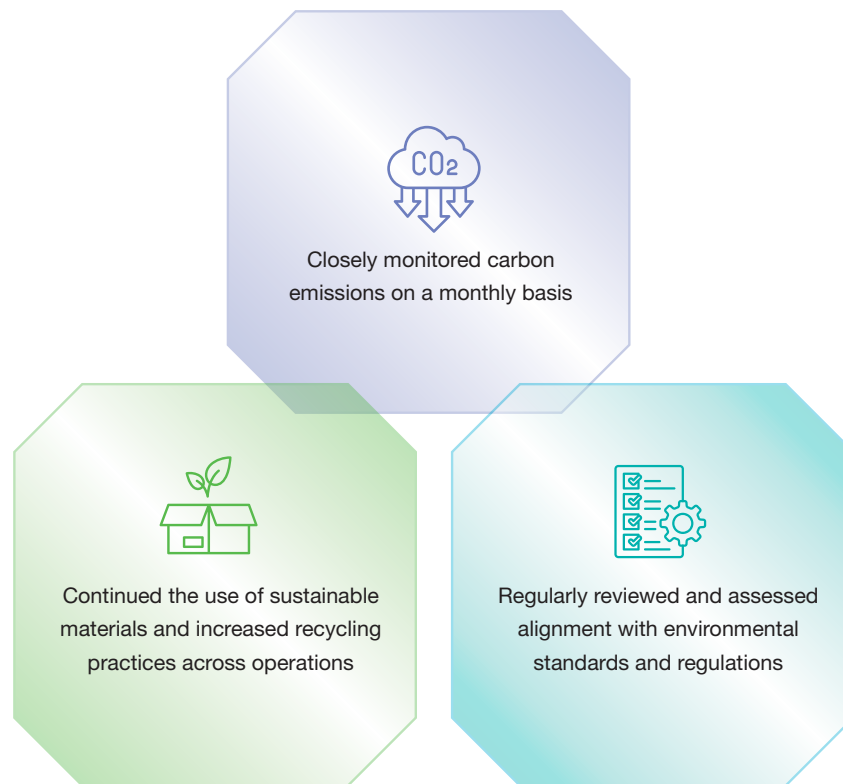 CO2
Closely monitored carbon
emissions on a monthly basis
Continued the use of sustainable
materials and increased recycling
practices across operations
Regularly reviewed and assessed
alignment with environmental
standards and regulations